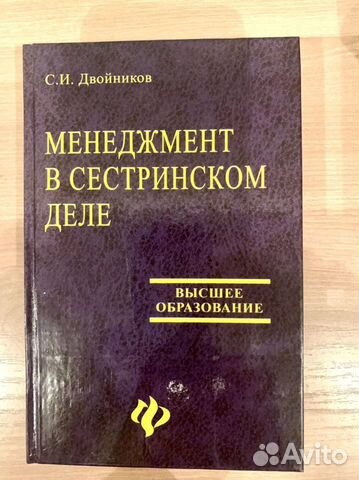 С.И. Двойников
МЕНЕДЖМЕНТ
В СЕСТРИНСКОМ
ДЕЛЕ
ВЫСШЕЕ
ОБРАЗОВАНИЕ
Avito